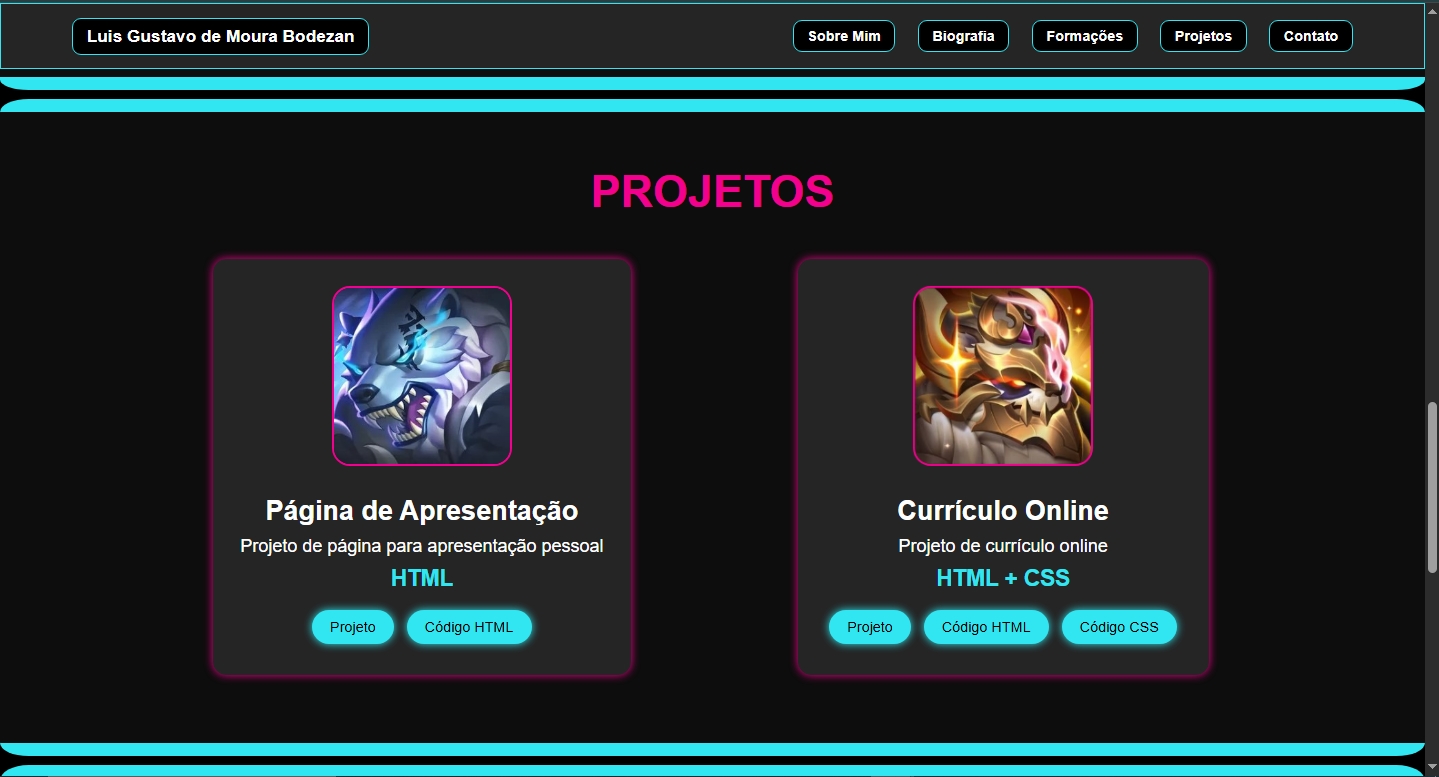 Luis Gustavo de Moura Bodezan
Sobre Mim
Biografia
Formações
Projetos
Contato
PROJETOS
Página de Apresentação
Projeto de página para apresentação pessoal
HTML
Projeto
Código HTML
Currículo Online
Projeto de currículo online
HTML + CSS
Projeto
Código HTML
Código CSS